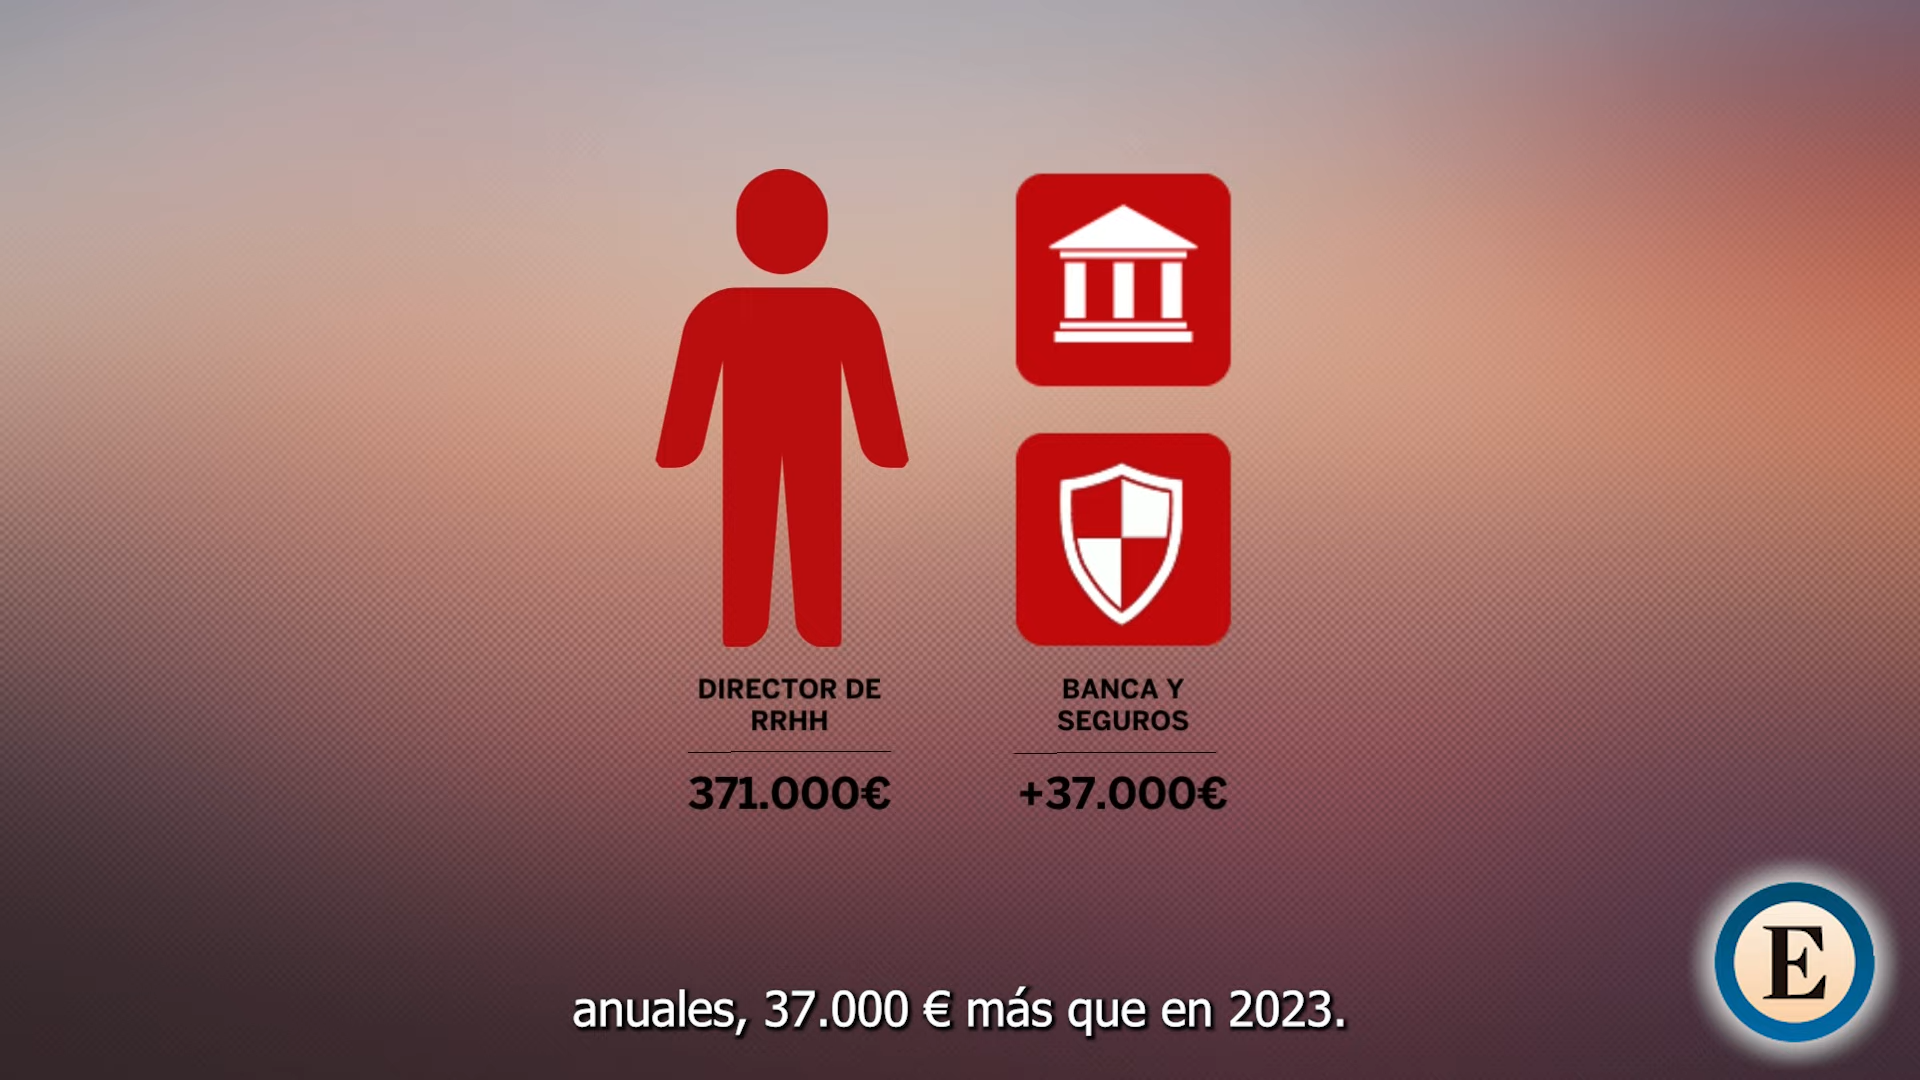 DIRECTOR DE
RRHH
371.000€
BANCA Y
SEGUROS
+37.000€
E
anuales, 37.000 € más que en 2023.